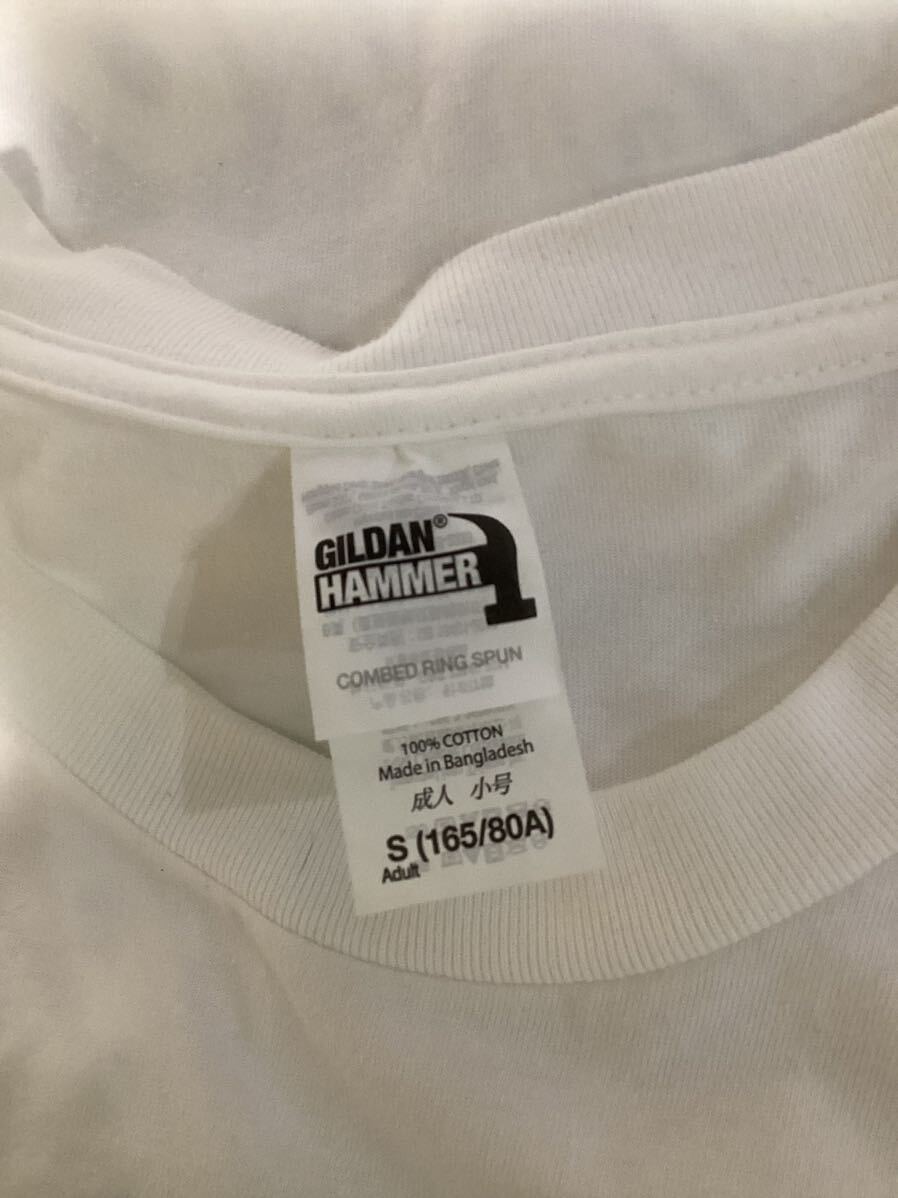 GILDAN®
HAMMER
COMBED RING SPUN
100% COTTON
Made in Bangladesh
成人 小号
S (165/80A)
Adult